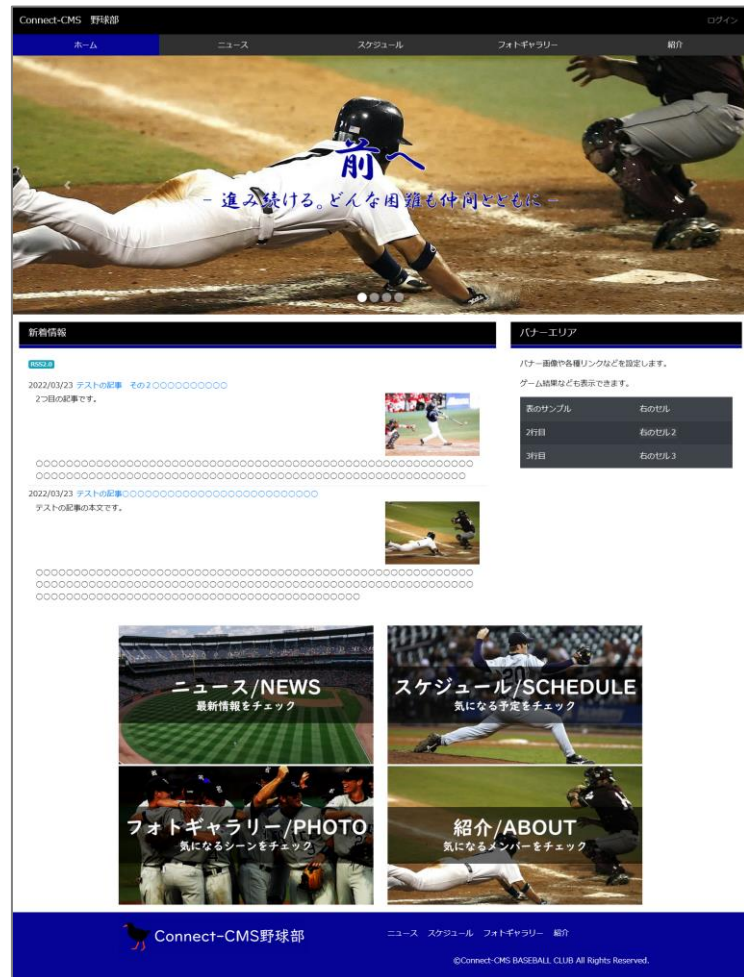 Connect-CMS　野球部
ログイン
ホーム
ニュース
スケジュール
フォトギャラリー
紹介
前へ
- 進み続ける。どんな困難も仲間とともに -
新着情報
RSS2.0
2022/03/23 テストの記事　その２○○○○○○○○○○
2つ目の記事です。
○○○○○○○○○○○○○○○○○○○○○○○○○○○○○○○○○○○○○○○○○○○○○○○○○○○○○○○○○○
○○○○○○○○○○○○○○○○○○○○○○○○○○○○○○○○○○○○○○○○○○○○○○○○○○○○○○○○○
2022/03/23 テストの記事○○○○○○○○○○○○○○○○○○○○○○○○○○
テストの記事の本文です。
○○○○○○○○○○○○○○○○○○○○○○○○○○○○○○○○○○○○○○○○○○○○○○○○○○○○○○○○○○
○○○○○○○○○○○○○○○○○○○○○○○○○○○○○○○○○○○○○○○○○○○○○○○○○○○○○○○○○○
○○○○○○○○○○○○○○○○○○○○○○○○○○○○○○○○○○○○○○○○○○○
バナーエリア
バナー画像や各種リンクなどを設定します。
ゲーム結果なども表示できます。
表のサンプル 右のセル
2行目 右のセル2
3行目 右のセル3
ニュース/NEWS
最新情報をチェック
スケジュール/SCHEDULE
気になる予定をチェック
フォトギャラリー/PHOTO
気になるシーンをチェック
紹介/ABOUT
気になるメンバーをチェック
Connect-CMS野球部
ニュース　スケジュール　フォトギャラリー　紹介
©Connect-CMS BASEBALL CLUB All Rights Reserved.